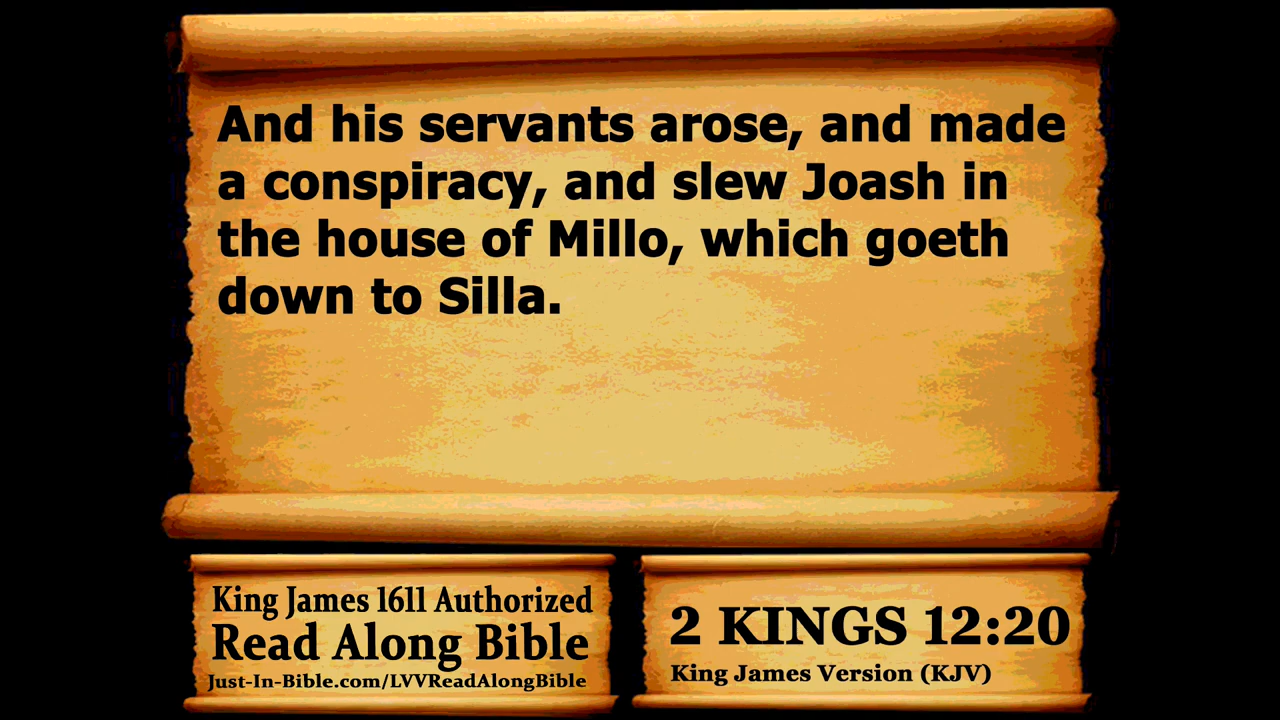 And his servants arose, and made
a conspiracy, and slew Joash in
the house of Millo, which goeth
down to Silla.
King James 1611 Authorized
Read Along Bible
Just-In-Bible.com/LVVReadAlongBible
2 KINGS 12:20
King James Version (KJV)